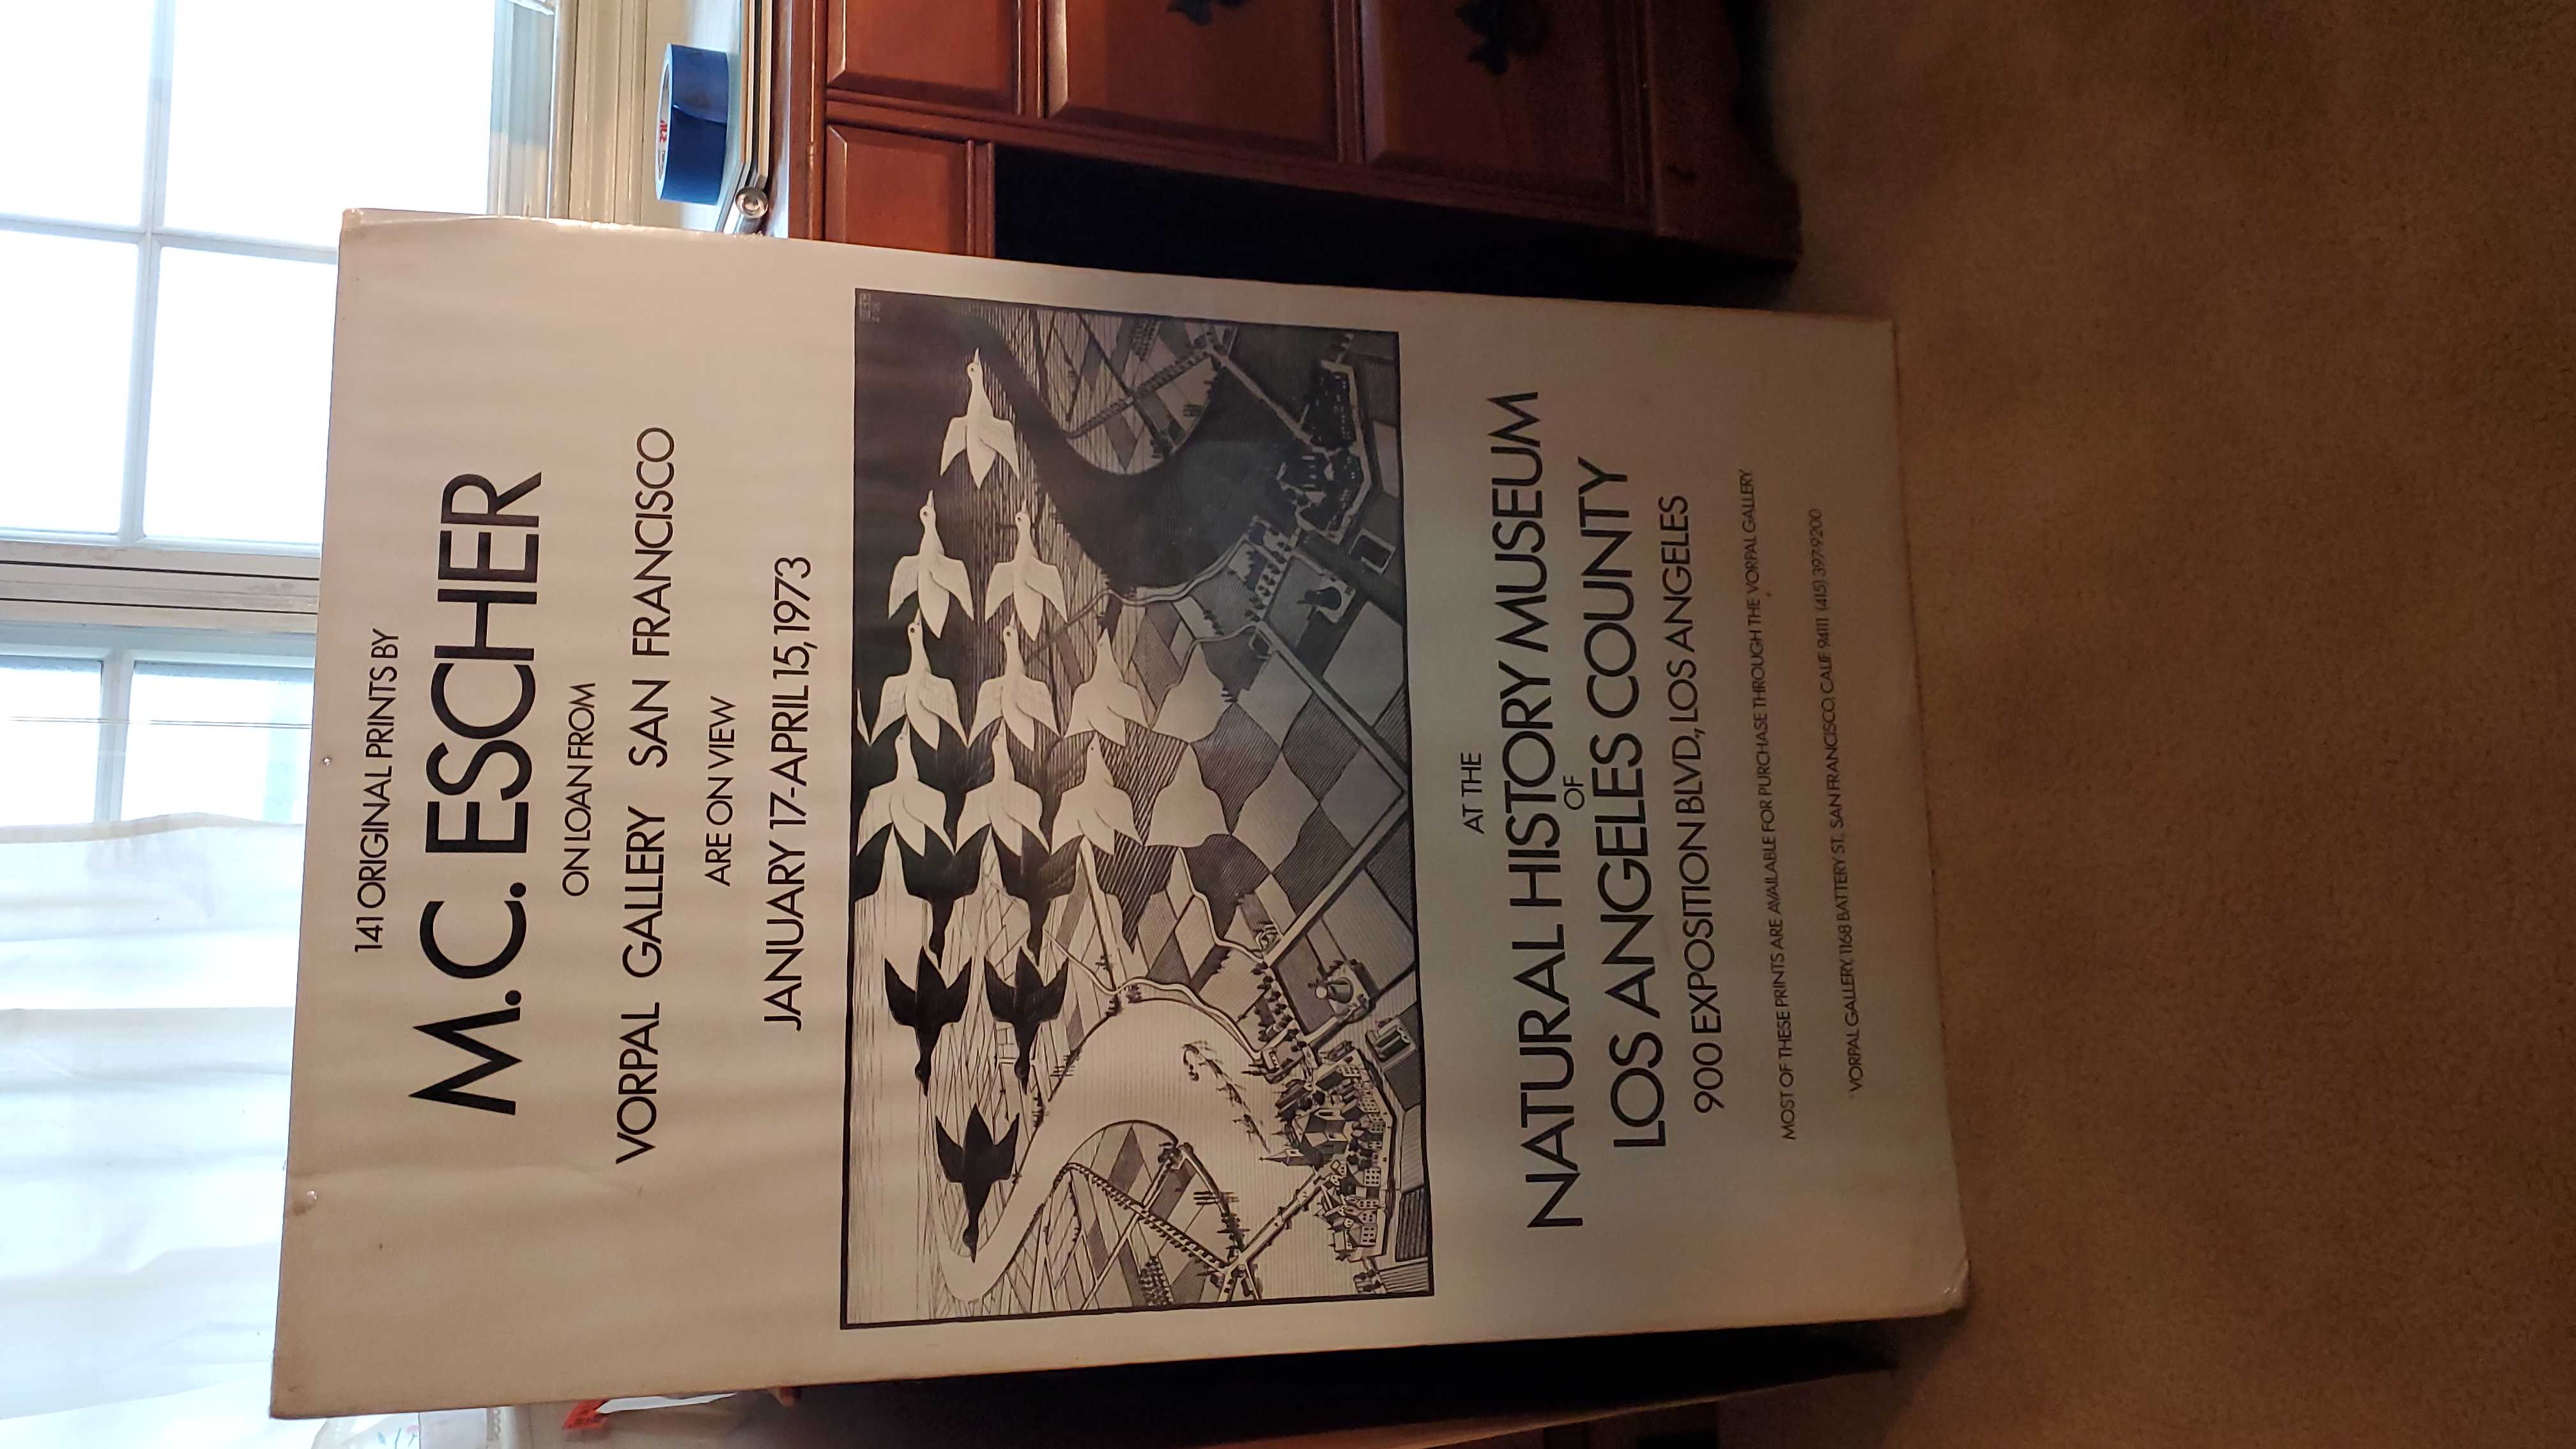 141 ORIGINAL PRINTS BY
M.C. ESCHER
ON LOAN FROM
VORPAL GALLERY SAN FRANCISCO
ARE ON VIEW
JANUARY 17-APRIL 15, 1973
AT THE
NATURAL HISTORY MUSEUM
OF
LOS ANGELES COUNTY
900 EXPOSITION BLVD., LOS ANGELES
MOST OF THESE PRINTS ARE AVAILABLE FOR PURCHASE THROUGH THE VORPAL GALLERY
VORPAL GALLERY, 1168 BATTERY ST. SAN FRANCISCO, CALIF. 94111 (415) 397-9200